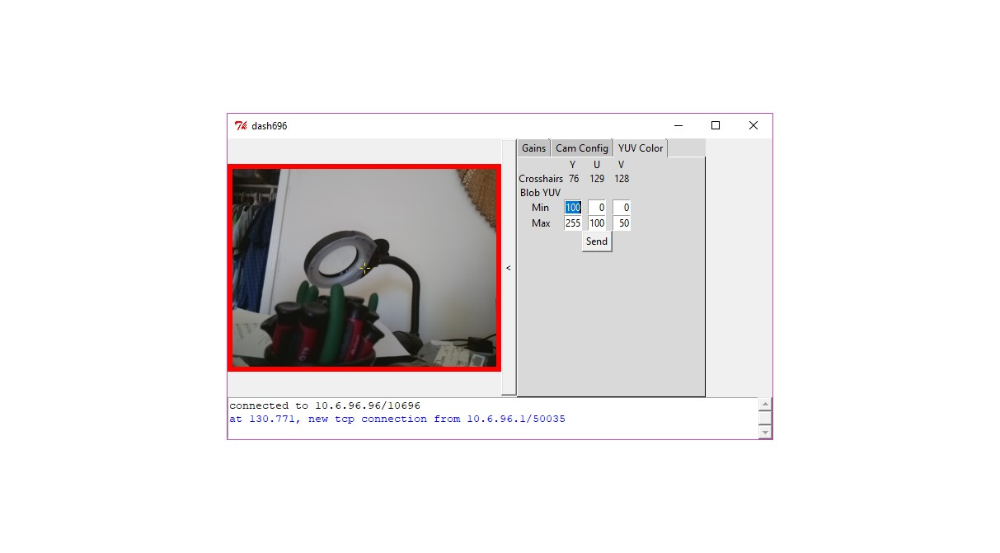 7k dash696
Gains Cam Config YUV Color
Y U V
Crosshairs 76 129 128
Blob YUV
Min 100 0 0
Max 255 100 50
Send
<
connected to 10.6.96.96/10696
at 130.771, new tcp connection from 10.6.96.1/50035